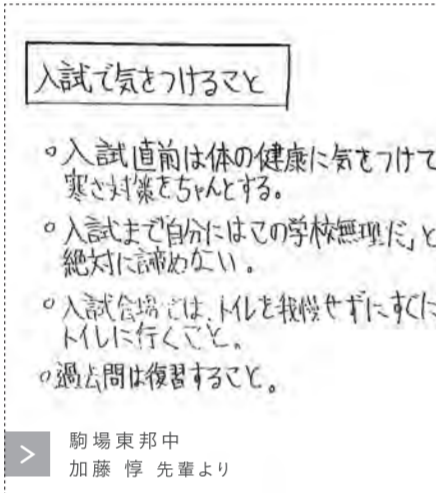 入試で気をつけること
○入試直前は体の健康に気をつけて
寒さ対策をちゃんとする。
○入試まで自分にはこの学校無理だ」と
絶対に諦めない。
○入試会場では、トイレを我慢せずにすぐに
トイレに行くこと。
○過去問は復習すること。
>
駒場東邦中
加藤 惇 先輩より